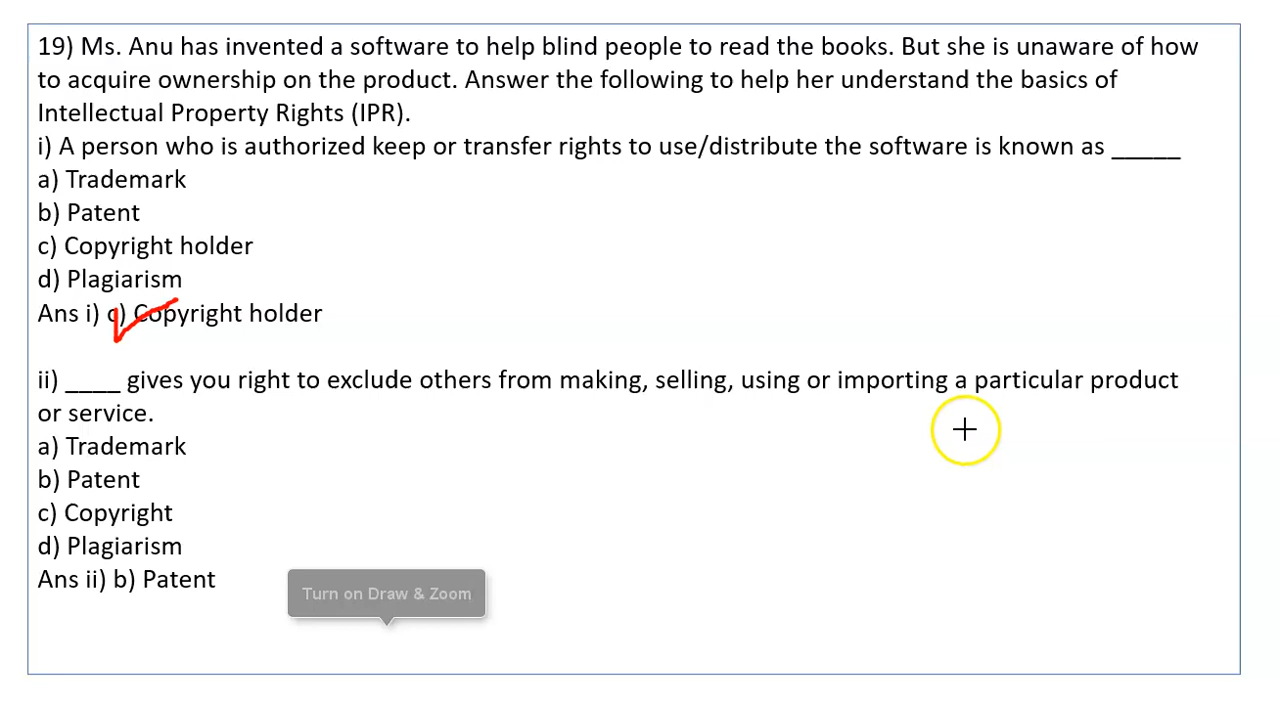 19) Ms. Anu has invented a software to help blind people to read the books. But she is unaware of how
to acquire ownership on the product. Answer the following to help her understand the basics of
Intellectual Property Rights (IPR).
i) A person who is authorized keep or transfer rights to use/distribute the software is known as _____
a) Trademark
b) Patent
c) Copyright holder
d) Plagiarism
Ans i) c) Copyright holder
ii) ____ gives you right to exclude others from making, selling, using or importing a particular product
or service.
a) Trademark
b) Patent
c) Copyright
d) Plagiarism
Ans ii) b) Patent
Turn on Draw & Zoom